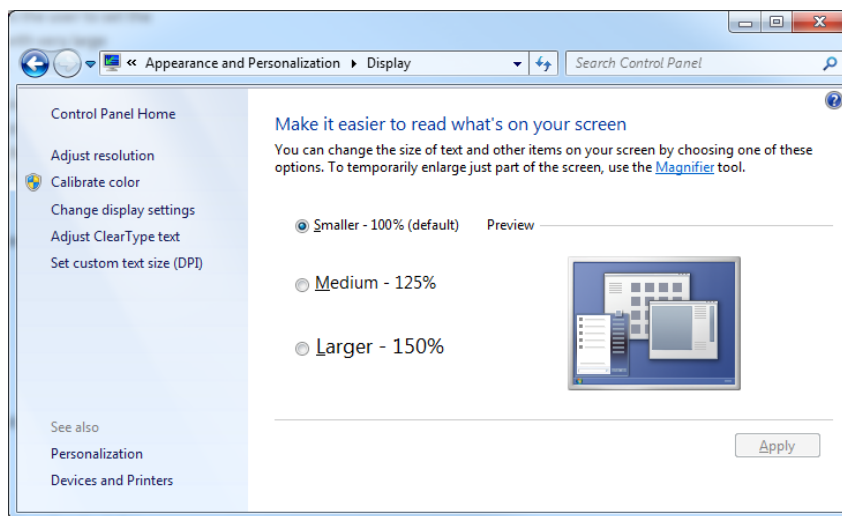 « Appearance and Personalization ▸ Display
Search Control Panel
Control Panel Home
Adjust resolution
Calibrate color
Change display settings
Adjust ClearType text
Set custom text size (DPI)
See also
Personalization
Devices and Printers
Make it easier to read what's on your screen
You can change the size of text and other items on your screen by choosing one of these
options. To temporarily enlarge just part of the screen, use the Magnifier tool.
Smaller - 100% (default)
Preview
Medium - 125%
Larger - 150%
Apply